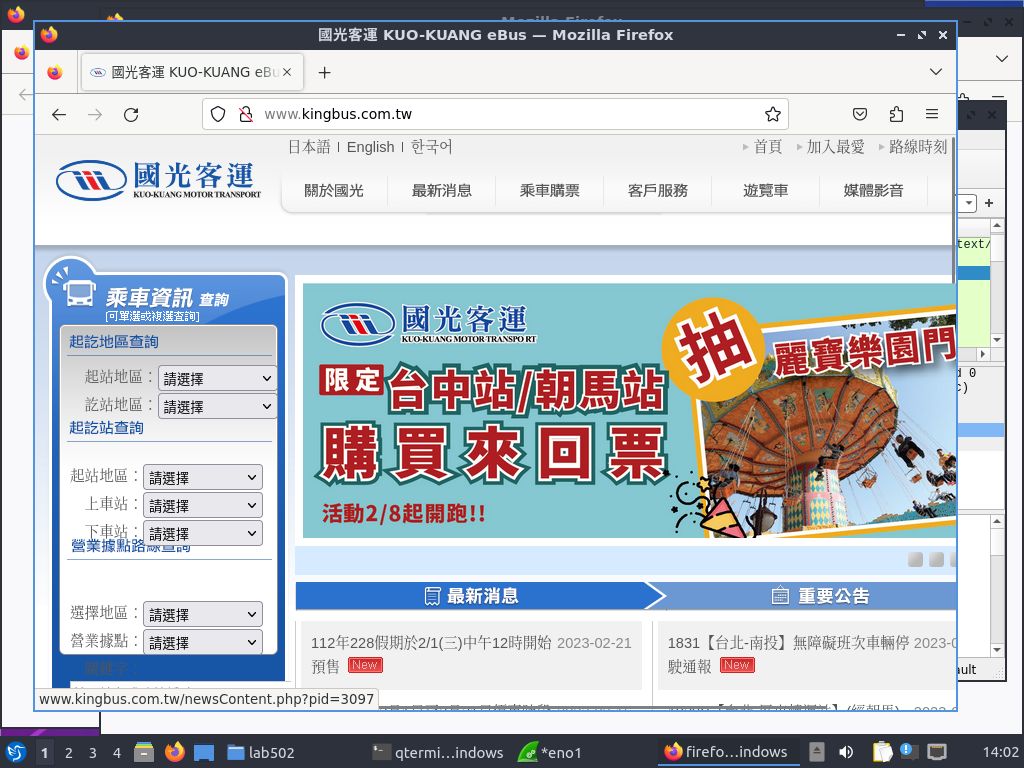 Mozilla Firefox
國光客運 KUO-KUANG eBus — Mozilla Firefox
國光客運 KUO-KUANG eBu
www.kingbus.com.tw
日本語 | English | 한국어
首頁
加入最愛
路線時刻
國光客運
KUO-KUANG MOTOR TRANSPORT
關於國光
最新消息
乘車購票
客戶服務
遊覽車
媒體影音
乘車資訊 查詢
[可單選或複選查詢]
起訖地區查詢
起站地區：
請選擇
訖站地區：
請選擇
起訖站查詢
起站地區：
請選擇
上車站：
請選擇
下車站：
請選擇
營業據點路線查詢
選擇地區：
請選擇
營業據點：
請選擇
關鍵字：
國光客運
KUO-KUANG MOTOR TRANSPORT
抽
麗寶樂園門
限定 台中站/朝馬站
購買來回票
活動2/8起開跑!!
最新消息
重要公告
112年228假期於2/1(三)中午12時開始 2023-02-21
預售 New
1831【台北-南投】無障礙班次車輛停 2023-0
駛通報 New
www.kingbus.com.tw/newsContent.php?pid=3097
text/
d 0
c)
ault
1
2
3
4
lab502
qtermi...indows
*eno1
firefo...indows
14:02